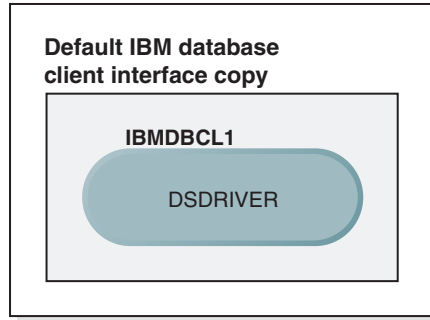 Default IBM database
client interface copy
IBMDBCL1
DSDRIVER